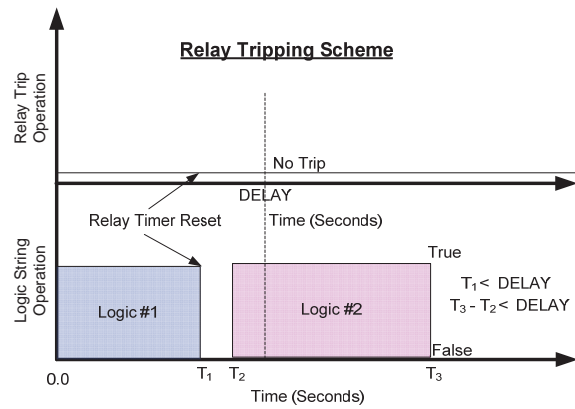 Relay Tripping Scheme
Relay Trip
Operation
No Trip
DELAY
Relay Timer Reset
Time (Seconds)
Logic String
Operation
True
Logic #1
Logic #2
T1 < DELAY
T3 - T2 < DELAY
False
0.0
T1
T2
T3
Time (Seconds)